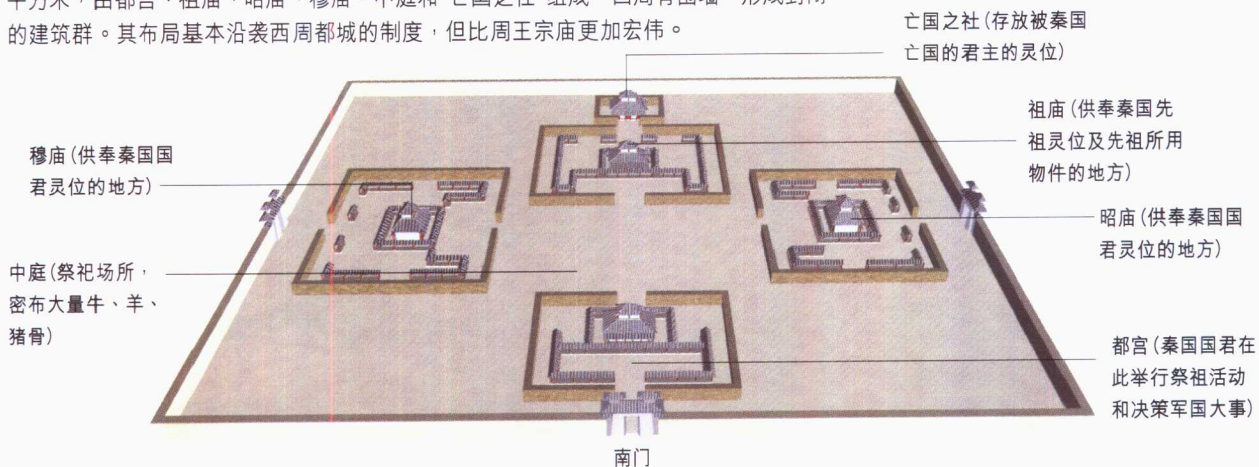 的建筑群。其布局基本沿袭西周都城的制度，但比周王宗庙更加宏伟。
亡国之社(存放被秦国
亡国的君主的灵位)
祖庙(供奉秦国先
祖灵位及先祖所用
物件的地方)
穆庙(供奉秦国国
君灵位的地方)
昭庙(供奉秦国国
君灵位的地方)
中庭(祭祀场所，
密布大量牛、羊、
猪骨)
都宫(秦国国君在
此举行祭祖活动
和决策军国大事)
南门